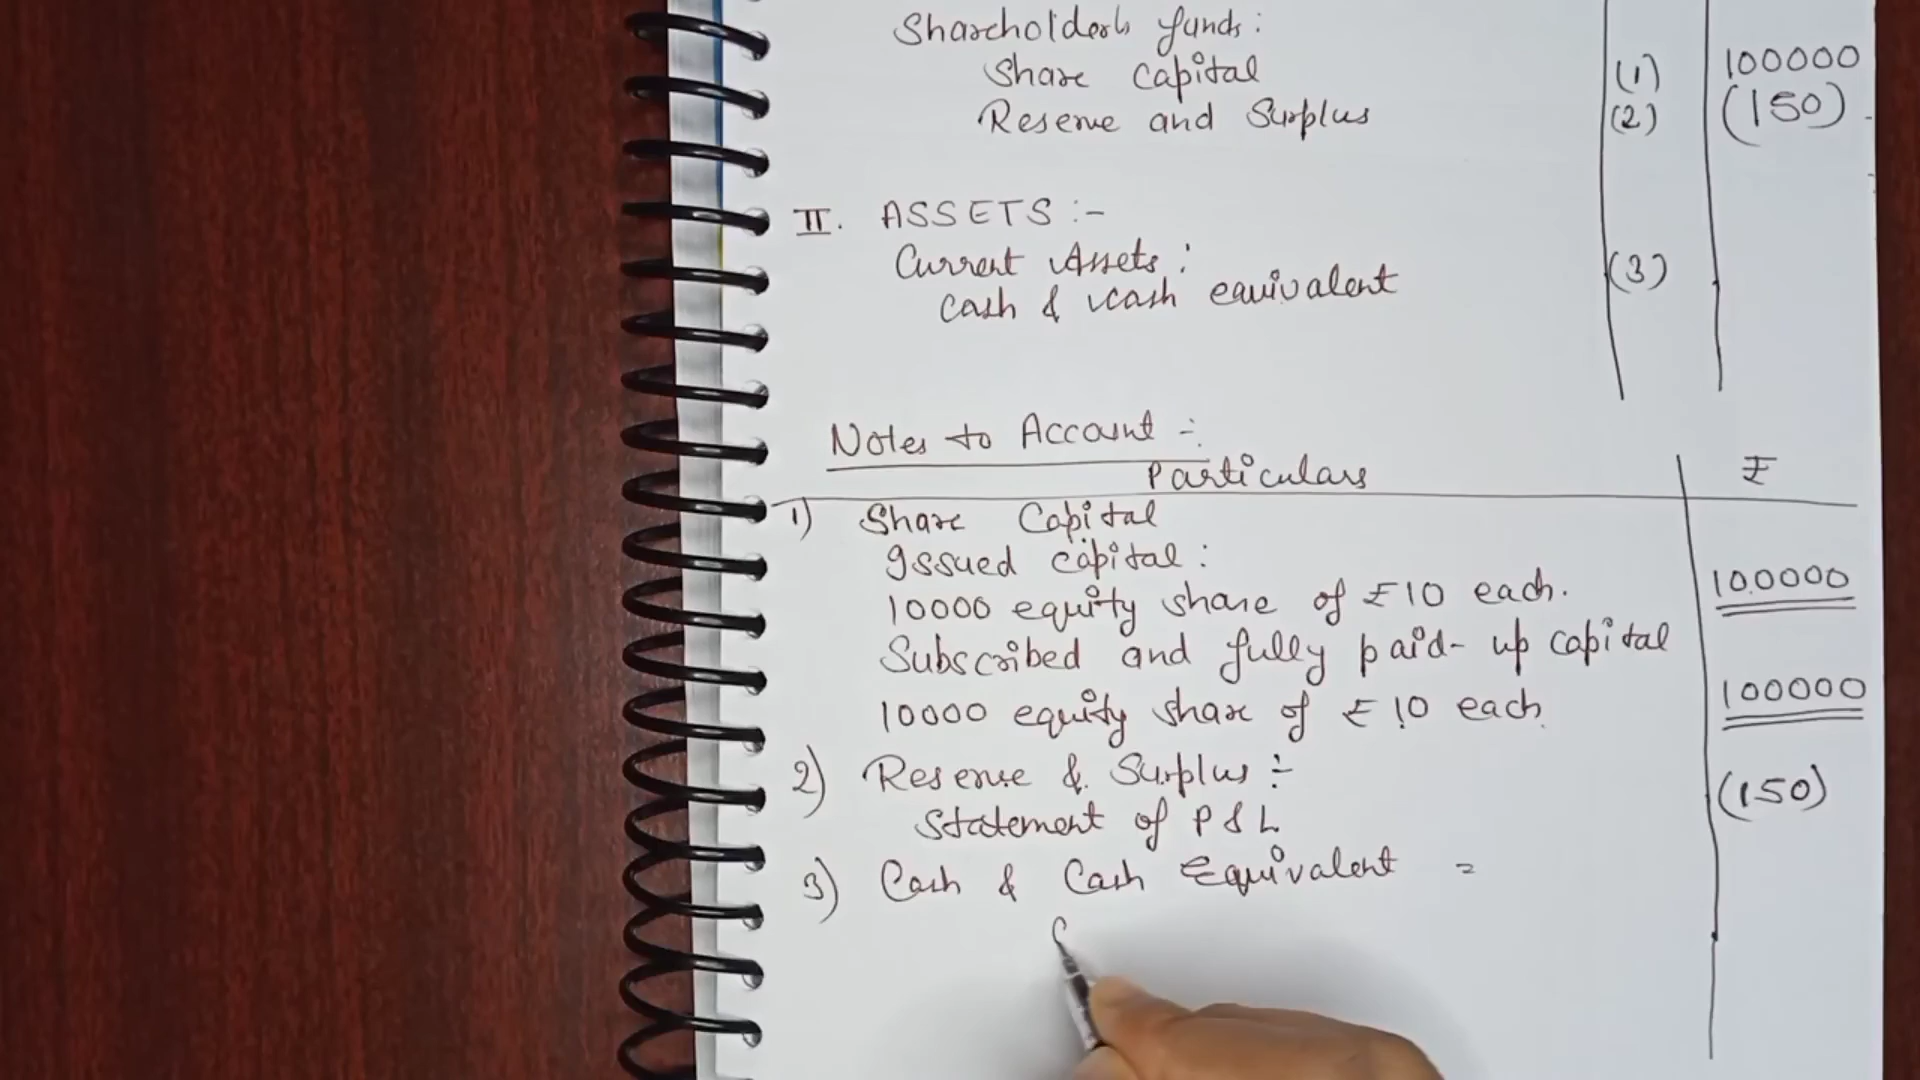 Shareholders funds:
Share Capital (1) 100000
Reserve and Surplus (2) (150)
II. ASSETS :-
Current Assets:
Cash & Cash equivalent (3)
Notes to Account :-
Particulars ₹
1) Share Capital
Issued capital:
10000 equity share of ₹10 each. 100000
Subscribed and fully paid-up capital
10000 equity share of ₹10 each. 100000
2) Reserve & Surplus :-
Statement of P & L (150)
3) Cash & Cash Equivalent =
C